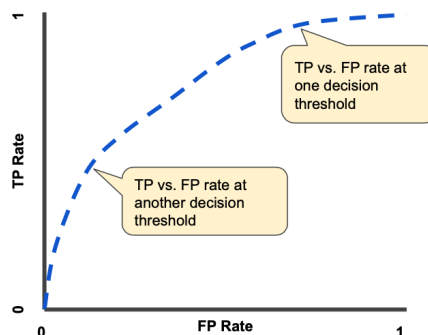 1
TP vs. FP rate at
one decision
threshold
TP Rate
TP vs. FP rate at
another decision
threshold
0
0
FP Rate
1